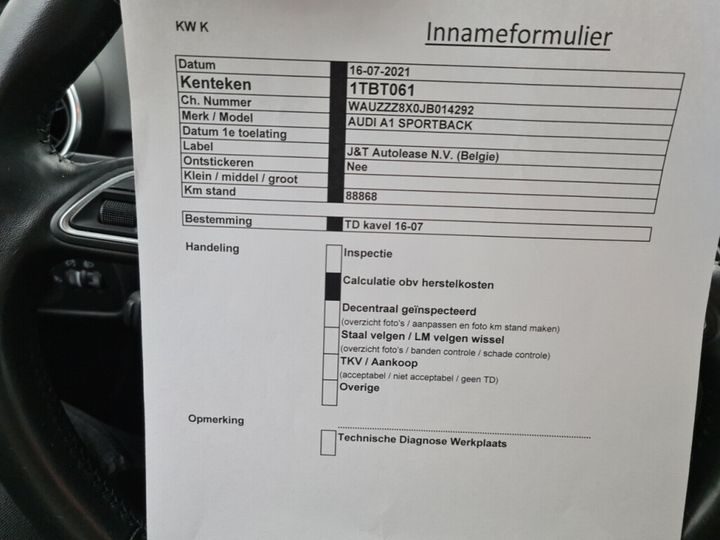 KW K
Innameformulier
Datum 16-07-2021
Kenteken 1TBT061
Ch. Nummer WAUZZZ8X0JB014292
Merk / Model AUDI A1 SPORTBACK
Datum 1e toelating
Label J&T Autolease N.V. (Belgie)
Ontstickeren Nee
Klein / middel / groot
Km stand 88868
Bestemming TD kavel 16-07
Handeling Inspectie
Calculatie obv herstelkosten
Decentraal geïnspecteerd
(overzicht foto's / aanpassen en foto km stand maken)
Staal velgen / LM velgen wissel
(overzicht foto's / banden controle / schade controle)
TKV / Aankoop
(acceptabel / niet acceptabel / geen TD)
Overige
Opmerking
Technische Diagnose Werkplaats